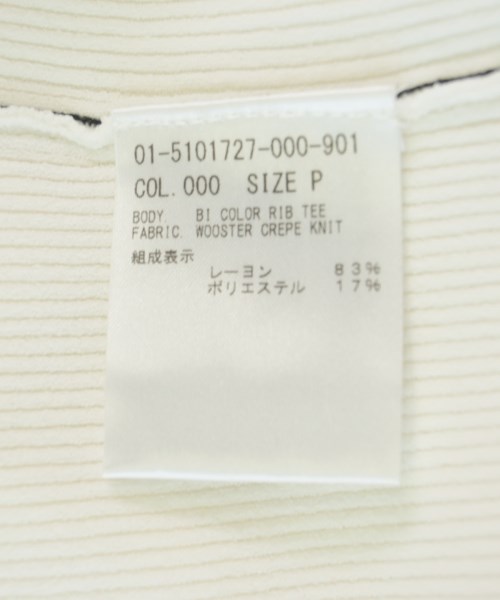 01-5101727-000-901
COL.000 SIZE P
BODY. BI COLOR RIB TEE
FABRIC. WOOSTER CREPE KNIT
組成表示
レーヨン 83%
ポリエステル 17%